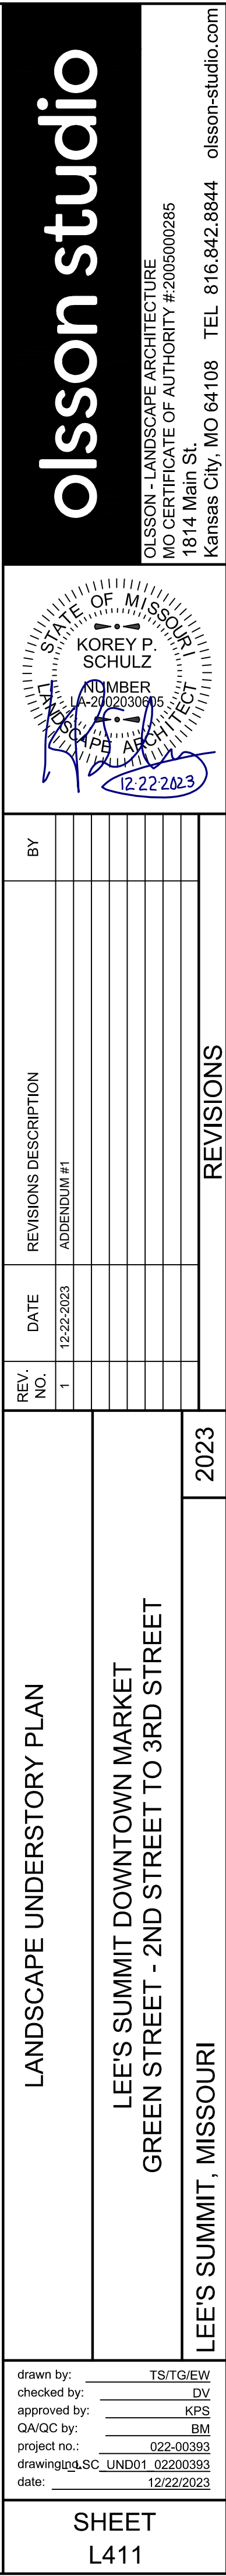 olsson studio
OLSSON - LANDSCAPE ARCHITECTURE
MO CERTIFICATE OF AUTHORITY #:2005000285
1814 Main St.
Kansas City, MO 64108 TEL 816.842.8844 olsson-studio.com
STATE OF MISSOURI
KOREY P.
SCHULZ
NUMBER
LA-2002030605
LANDSCAPE ARCHITECT
12-22-2023
REV. NO. DATE REVISIONS DESCRIPTION BY
1 12-22-2023 ADDENDUM #1
REVISIONS
LANDSCAPE UNDERSTORY PLAN
LEE'S SUMMIT DOWNTOWN MARKET
GREEN STREET - 2ND STREET TO 3RD STREET
LEE'S SUMMIT, MISSOURI 2023
drawn by: TS/TG/EW
checked by: DV
approved by: KPS
QA/QC by: BM
project no.: 022-00393
drawing no.: LSC_UND01_02200393
date: 12/22/2023
SHEET
L411